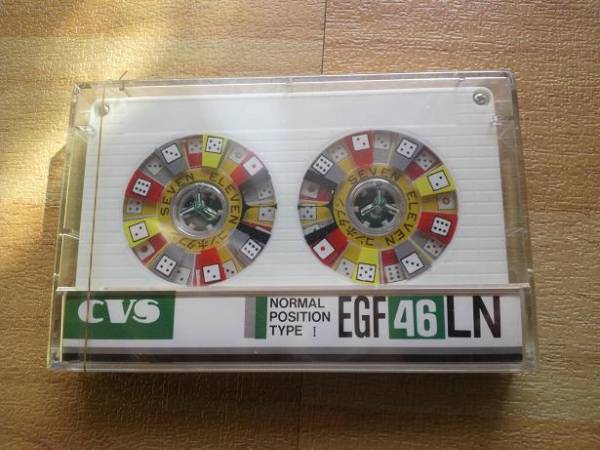 SEVEN ELEVEN
SEVEN ELEVEN
CVS
NORMAL
POSITION
TYPE I
EGF 46 LN